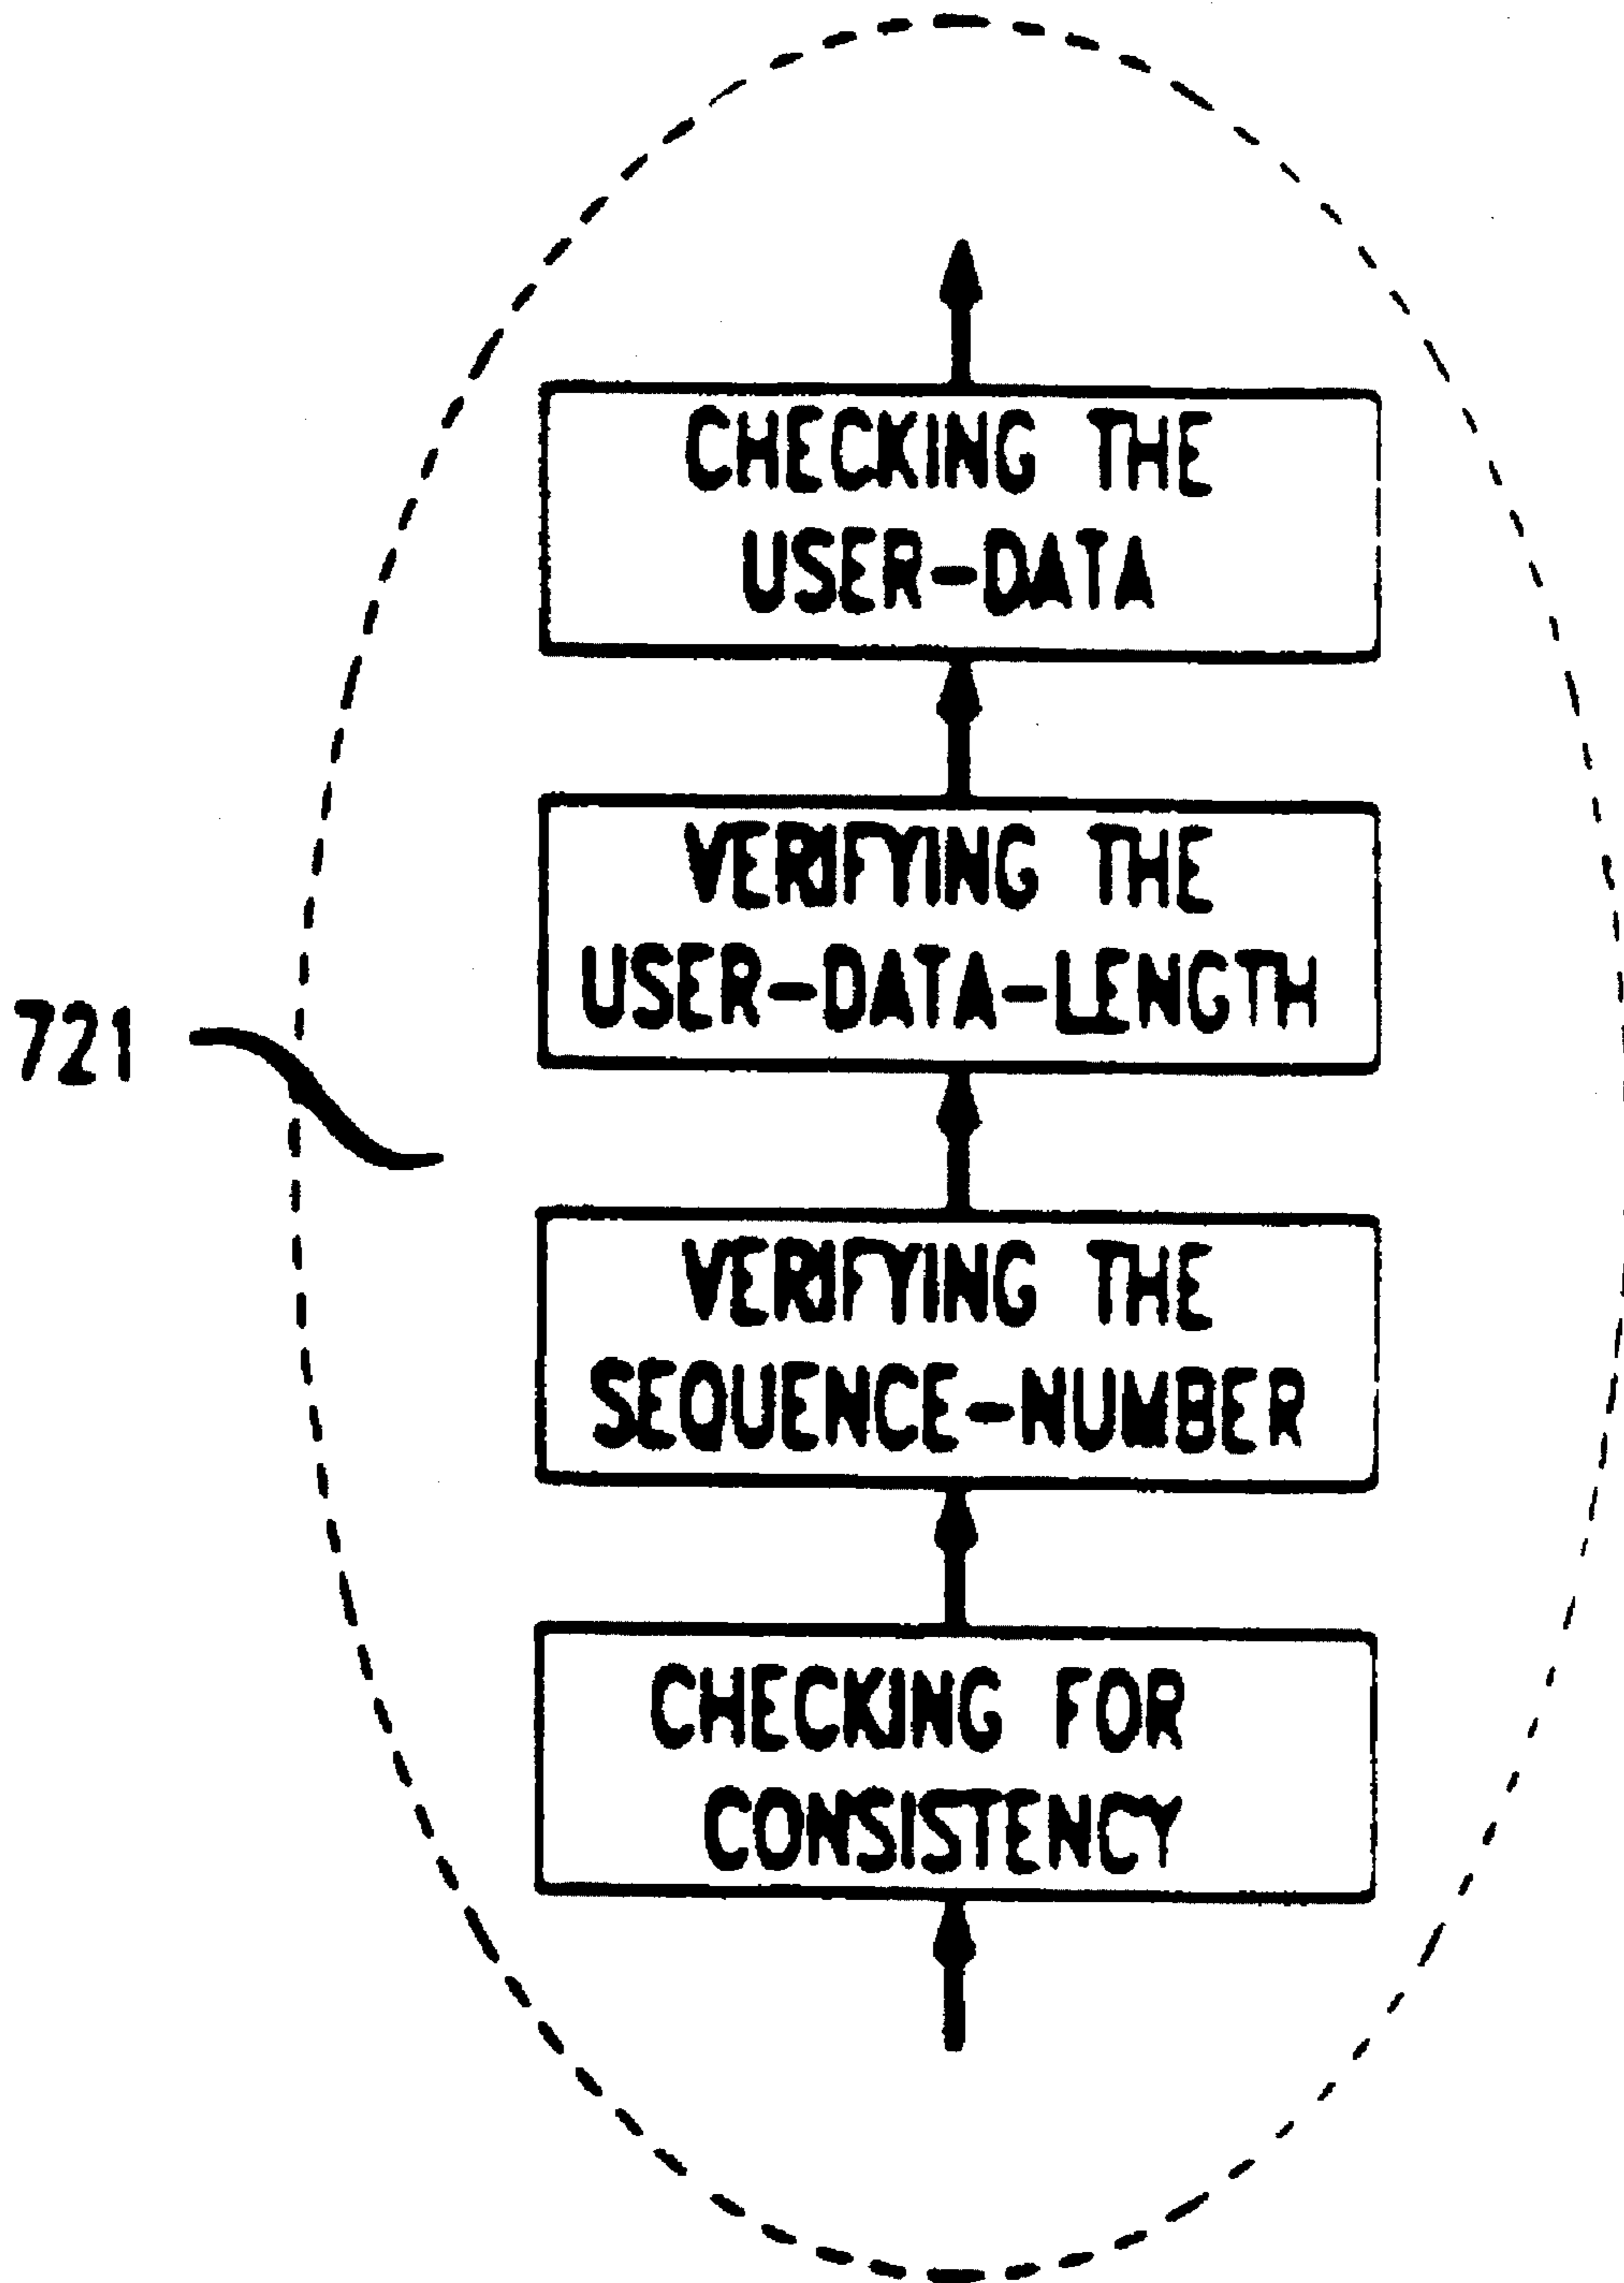 CHECKING THE
USER-DATA
VERIFYING THE
USER-DATA-LENGTH
721
VERIFYING THE
SEQUENCE-NUMBER
CHECKING FOR
CONSISTENCY